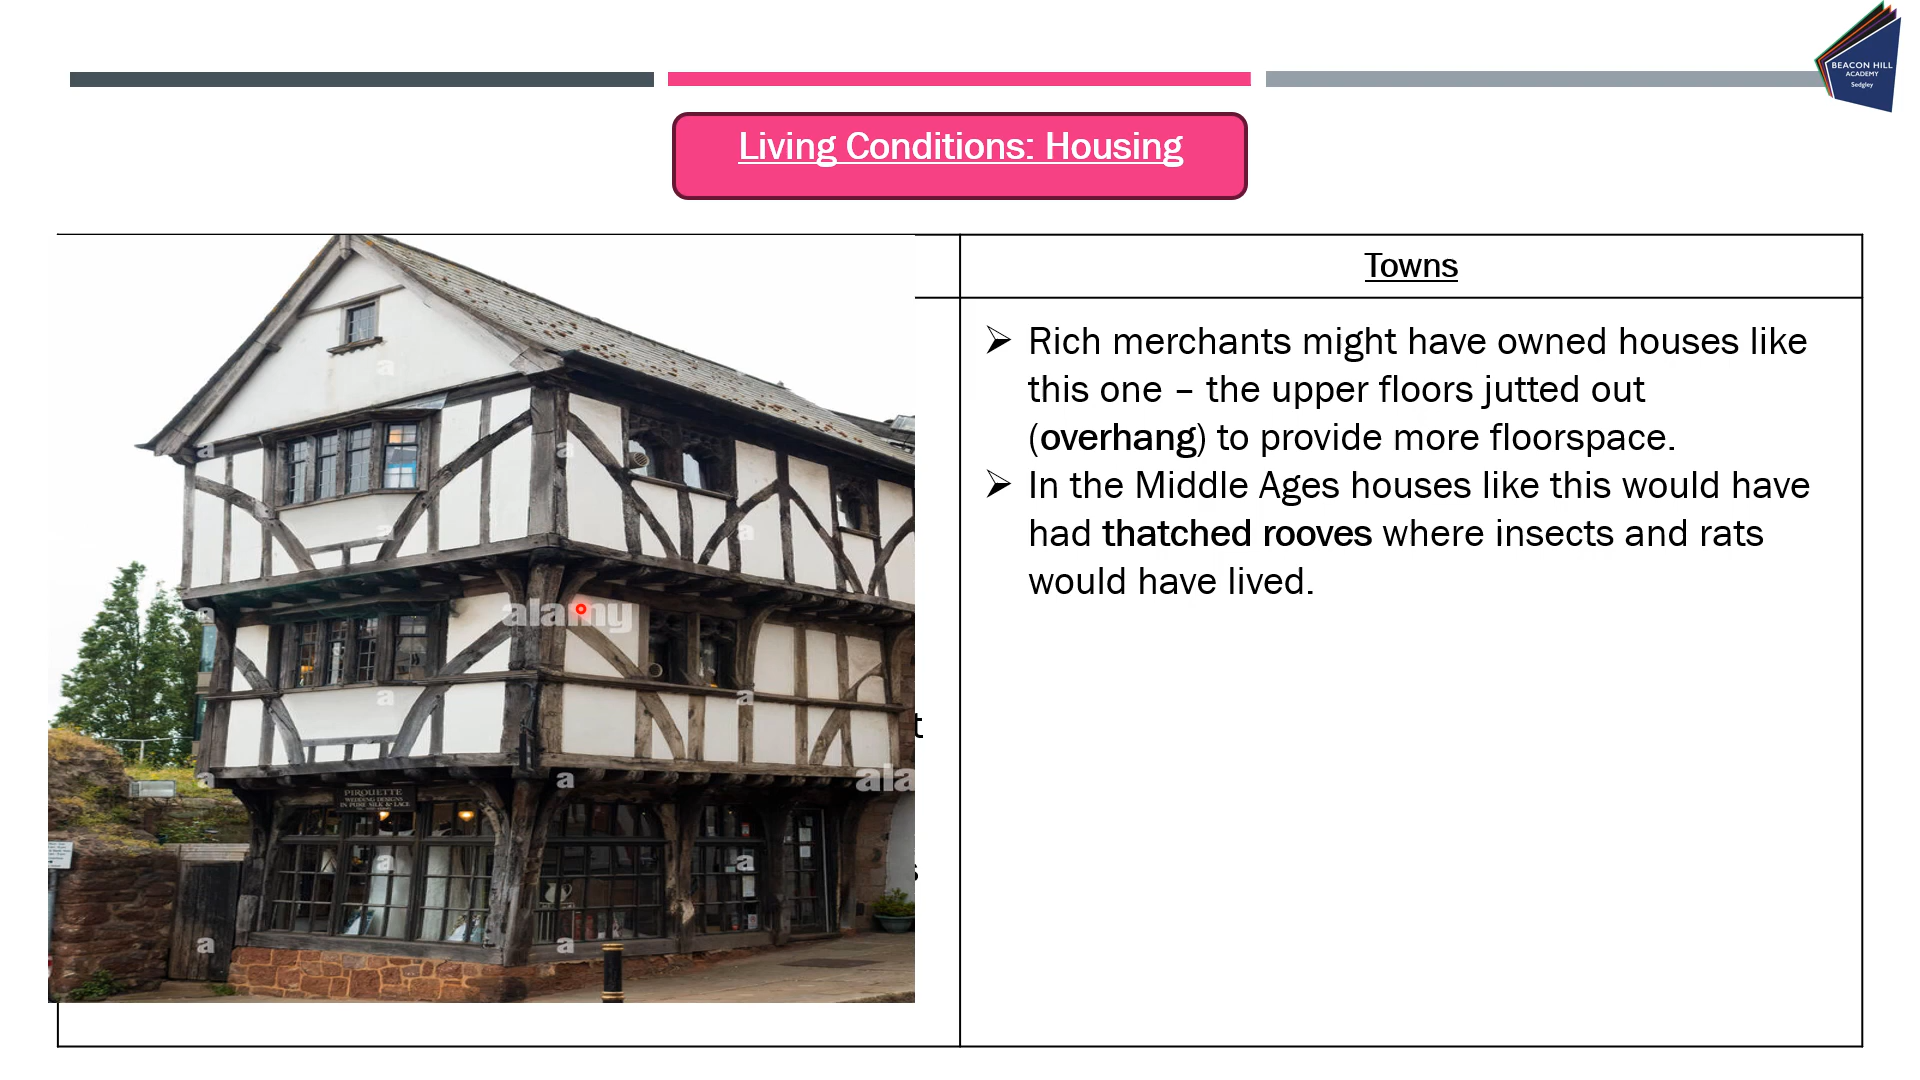 BEACON HILL
ACADEMY
Sedgley
Living Conditions: Housing
Towns
Rich merchants might have owned houses like
this one – the upper floors jutted out
(overhang) to provide more floorspace.
In the Middle Ages houses like this would have
had thatched rooves where insects and rats
would have lived.
alamy
PIROUETTE
WEDDING DESIGNS
IN PURE SILK & LACE